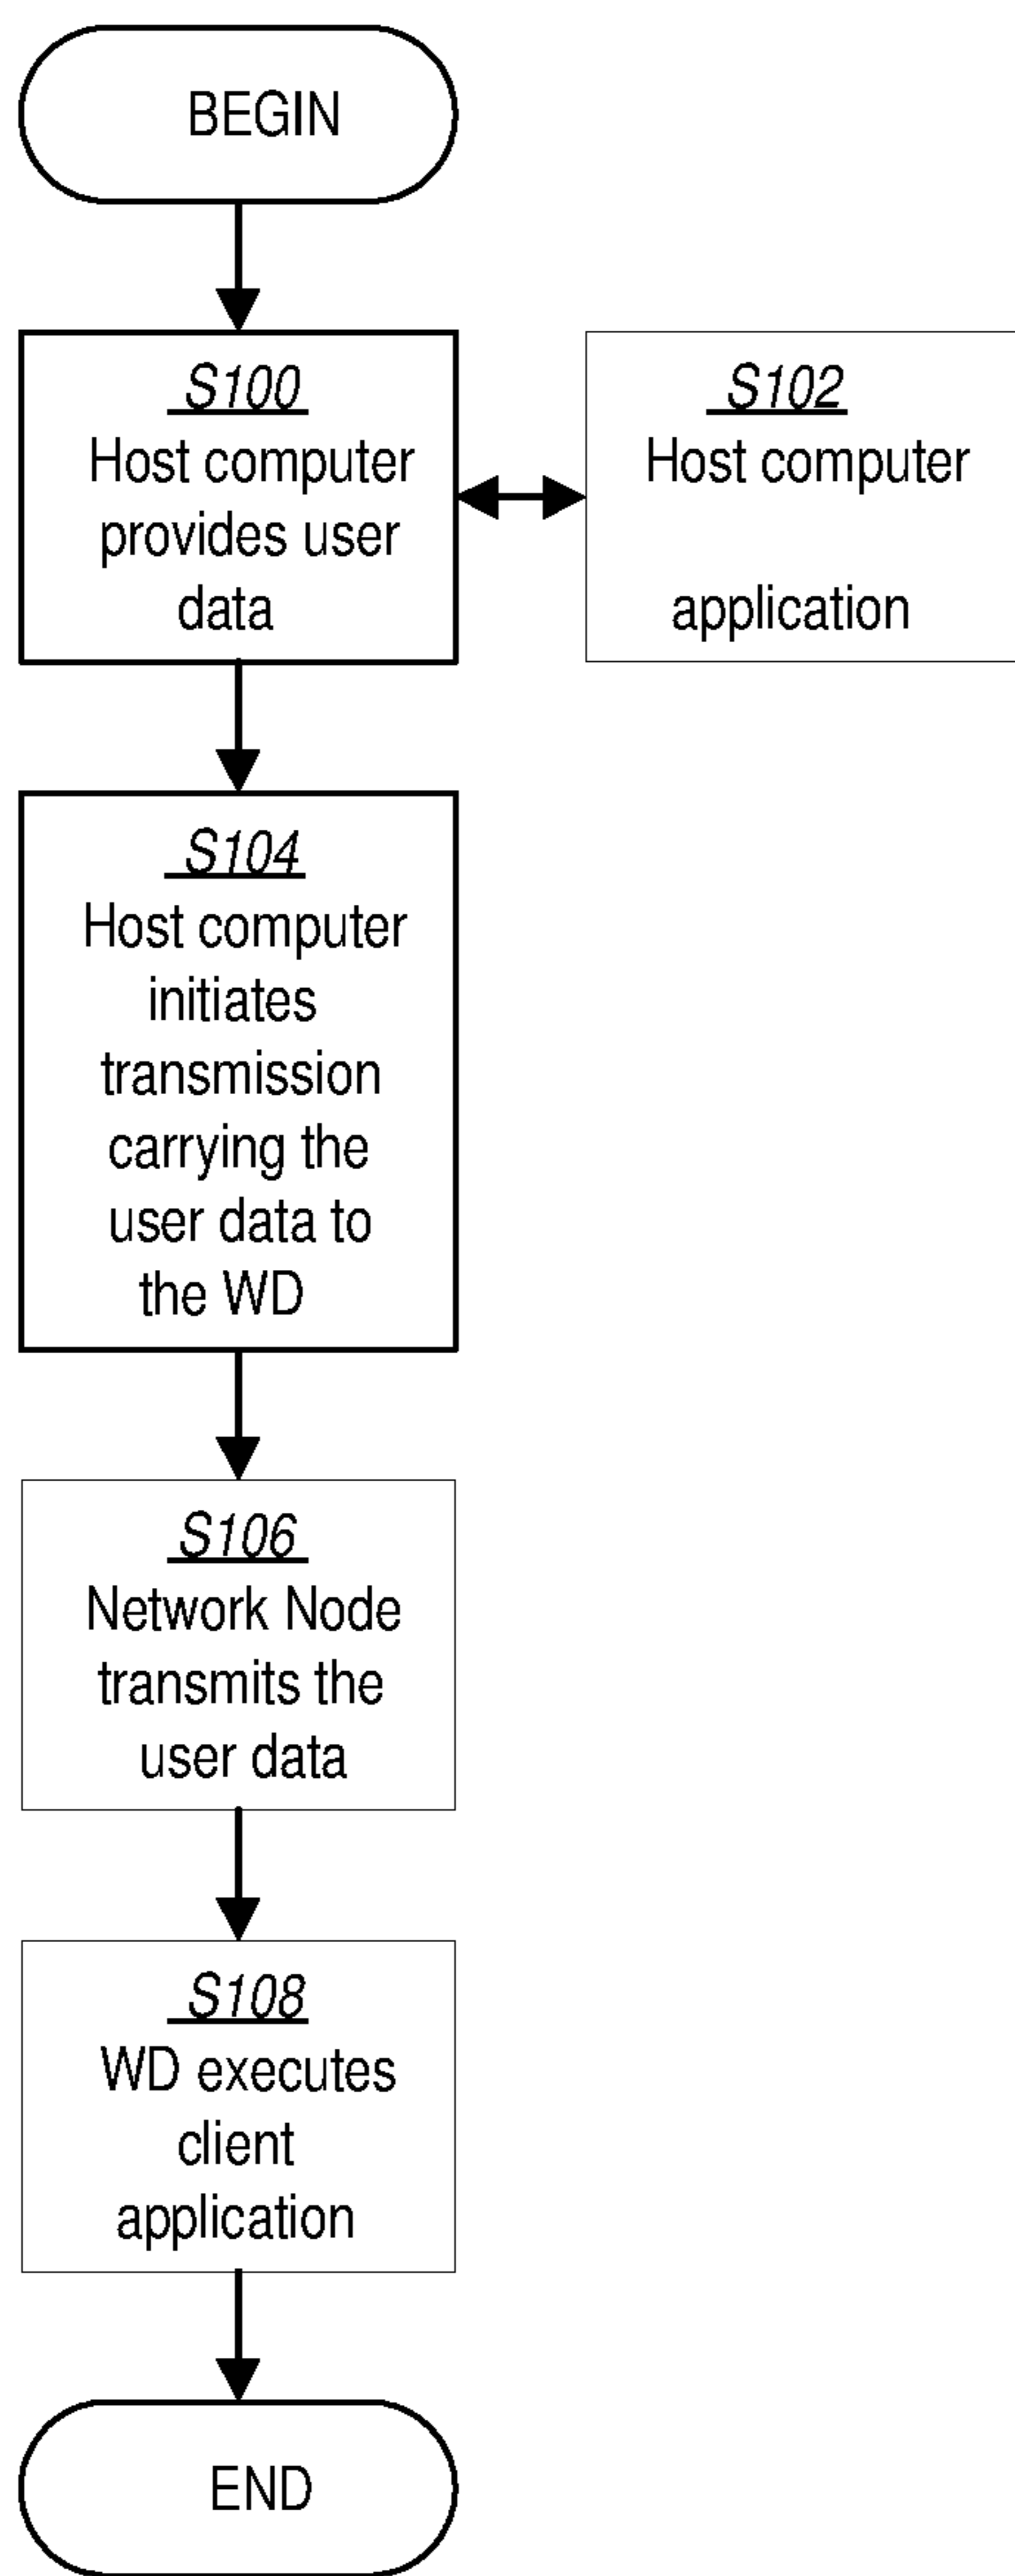 BEGIN
S100
Host computer
provides user
data
S102
Host computer
application
S104
Host computer
initiates
transmission
carrying the
user data to
the WD
S106
Network Node
transmits the
user data
S108
WD executes
client
application
END